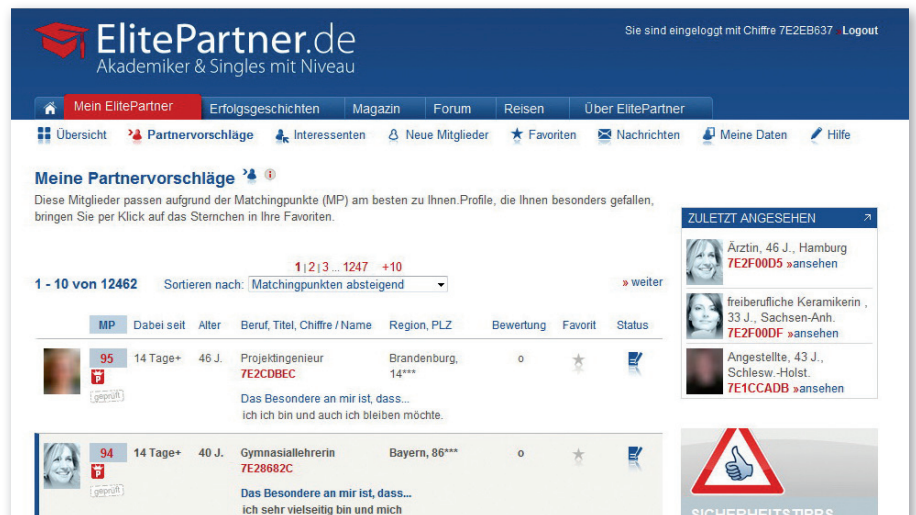 ElitePartner.de
Akademiker & Singles mit Niveau
Sie sind eingeloggt mit Chiffre 7E2EB637 Logout
Mein ElitePartner Erfolgsgeschichten Magazin Forum Reisen Über ElitePartner
Übersicht Partnervorschläge Interessenten Neue Mitglieder Favoriten Nachrichten Meine Daten Hilfe
Meine Partnervorschläge
Diese Mitglieder passen aufgrund der Matchingpunkte (MP) am besten zu Ihnen.Profile, die Ihnen besonders gefallen,
bringen Sie per Klick auf das Sternchen in Ihre Favoriten.
1 | 2 | 3 ... 1247 +10
1 - 10 von 12462 Sortieren nach: Matchingpunkten absteigend » weiter
MP Dabei seit Alter Beruf, Titel, Chiffre / Name Region, PLZ Bewertung Favorit Status
95 14 Tage+ 46 J. Projektingenieur Brandenburg, o
7E2CDBEC 14***
geprüft
Das Besondere an mir ist, dass...
ich ich bin und auch ich bleiben möchte.
94 14 Tage+ 40 J. Gymnasiallehrerin Bayern, 86*** o
7E28682C
geprüft
Das Besondere an mir ist, dass...
ich sehr vielseitig bin und mich
ZULETZT ANGESEHEN
Ärztin, 46 J., Hamburg
7E2F00D5 »ansehen
freiberufliche Keramikerin ,
33 J., Sachsen-Anh.
7E2F00DF »ansehen
Angestellte, 43 J.,
Schlesw.-Holst.
7E1CCADB »ansehen
SICHERHEITSTIPPS